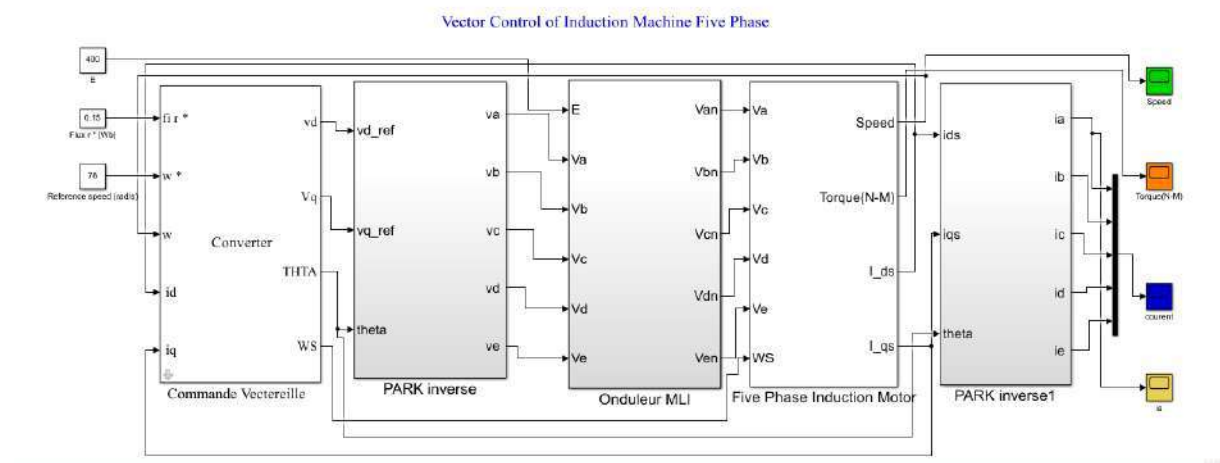 Vector Control of Induction Machine Five Phase
400
E
0.15
Flux r * (Wb)
76
Reference speed (rad/s)
fi r *
w *
w
id
iq
Converter
vd
Vq
THTA
WS
Commande Vectereille
vd_ref
vq_ref
theta
va
vb
vc
vd
ve
PARK inverse
E
Va
Vb
Vc
Vd
Ve
Van
Vbn
Vcn
Vdn
Ven
Onduleur MLI
Va
Vb
Vc
Vd
Ve
WS
Speed
Torque(N-M)
I_ds
I_qs
Five Phase Induction Motor
ids
iqs
theta
ia
ib
ic
id
ie
PARK inverse1
Speed
Torque(N-M)
courent